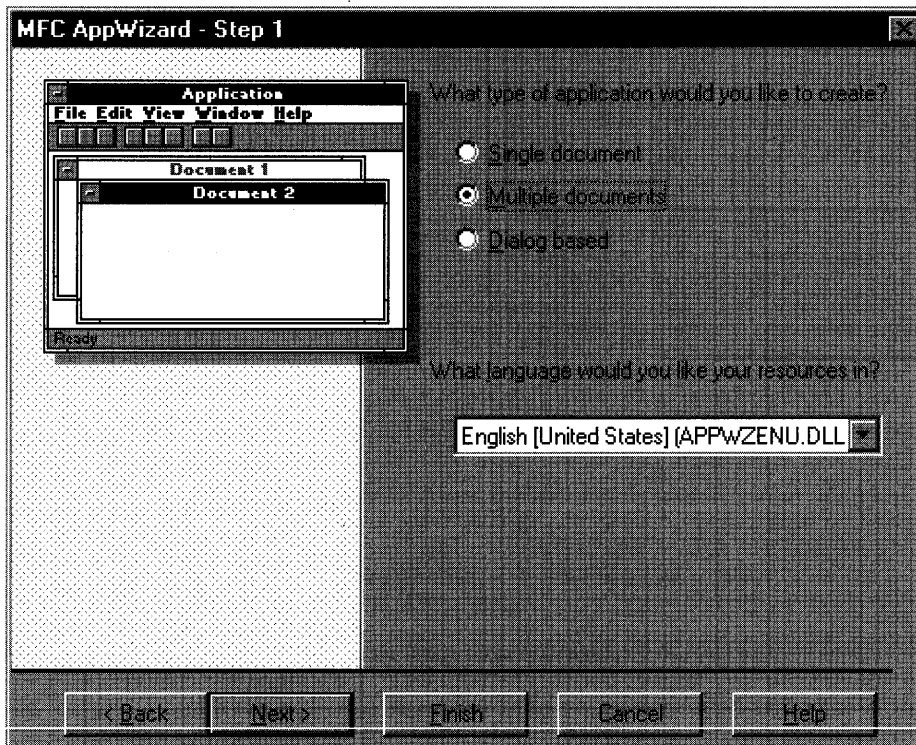 MFC AppWizard - Step 1
Application
File Edit View Window Help
Document 1
Document 2
Ready
What type of application would you like to create?
Single document
Multiple documents
Dialog based
What language would you like your resources in?
English [United States] (APPWZENU.DLL
< Back
Next >
Finish
Cancel
Help